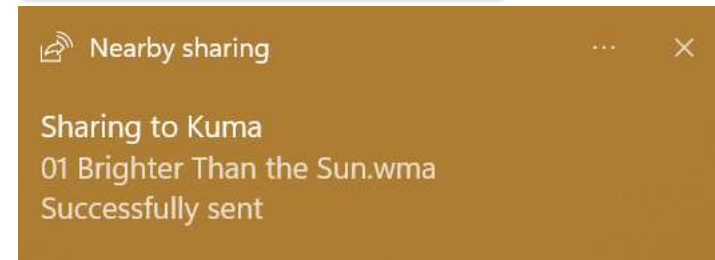 Nearby sharing
Sharing to Kuma
01 Brighter Than the Sun.wma
Successfully sent